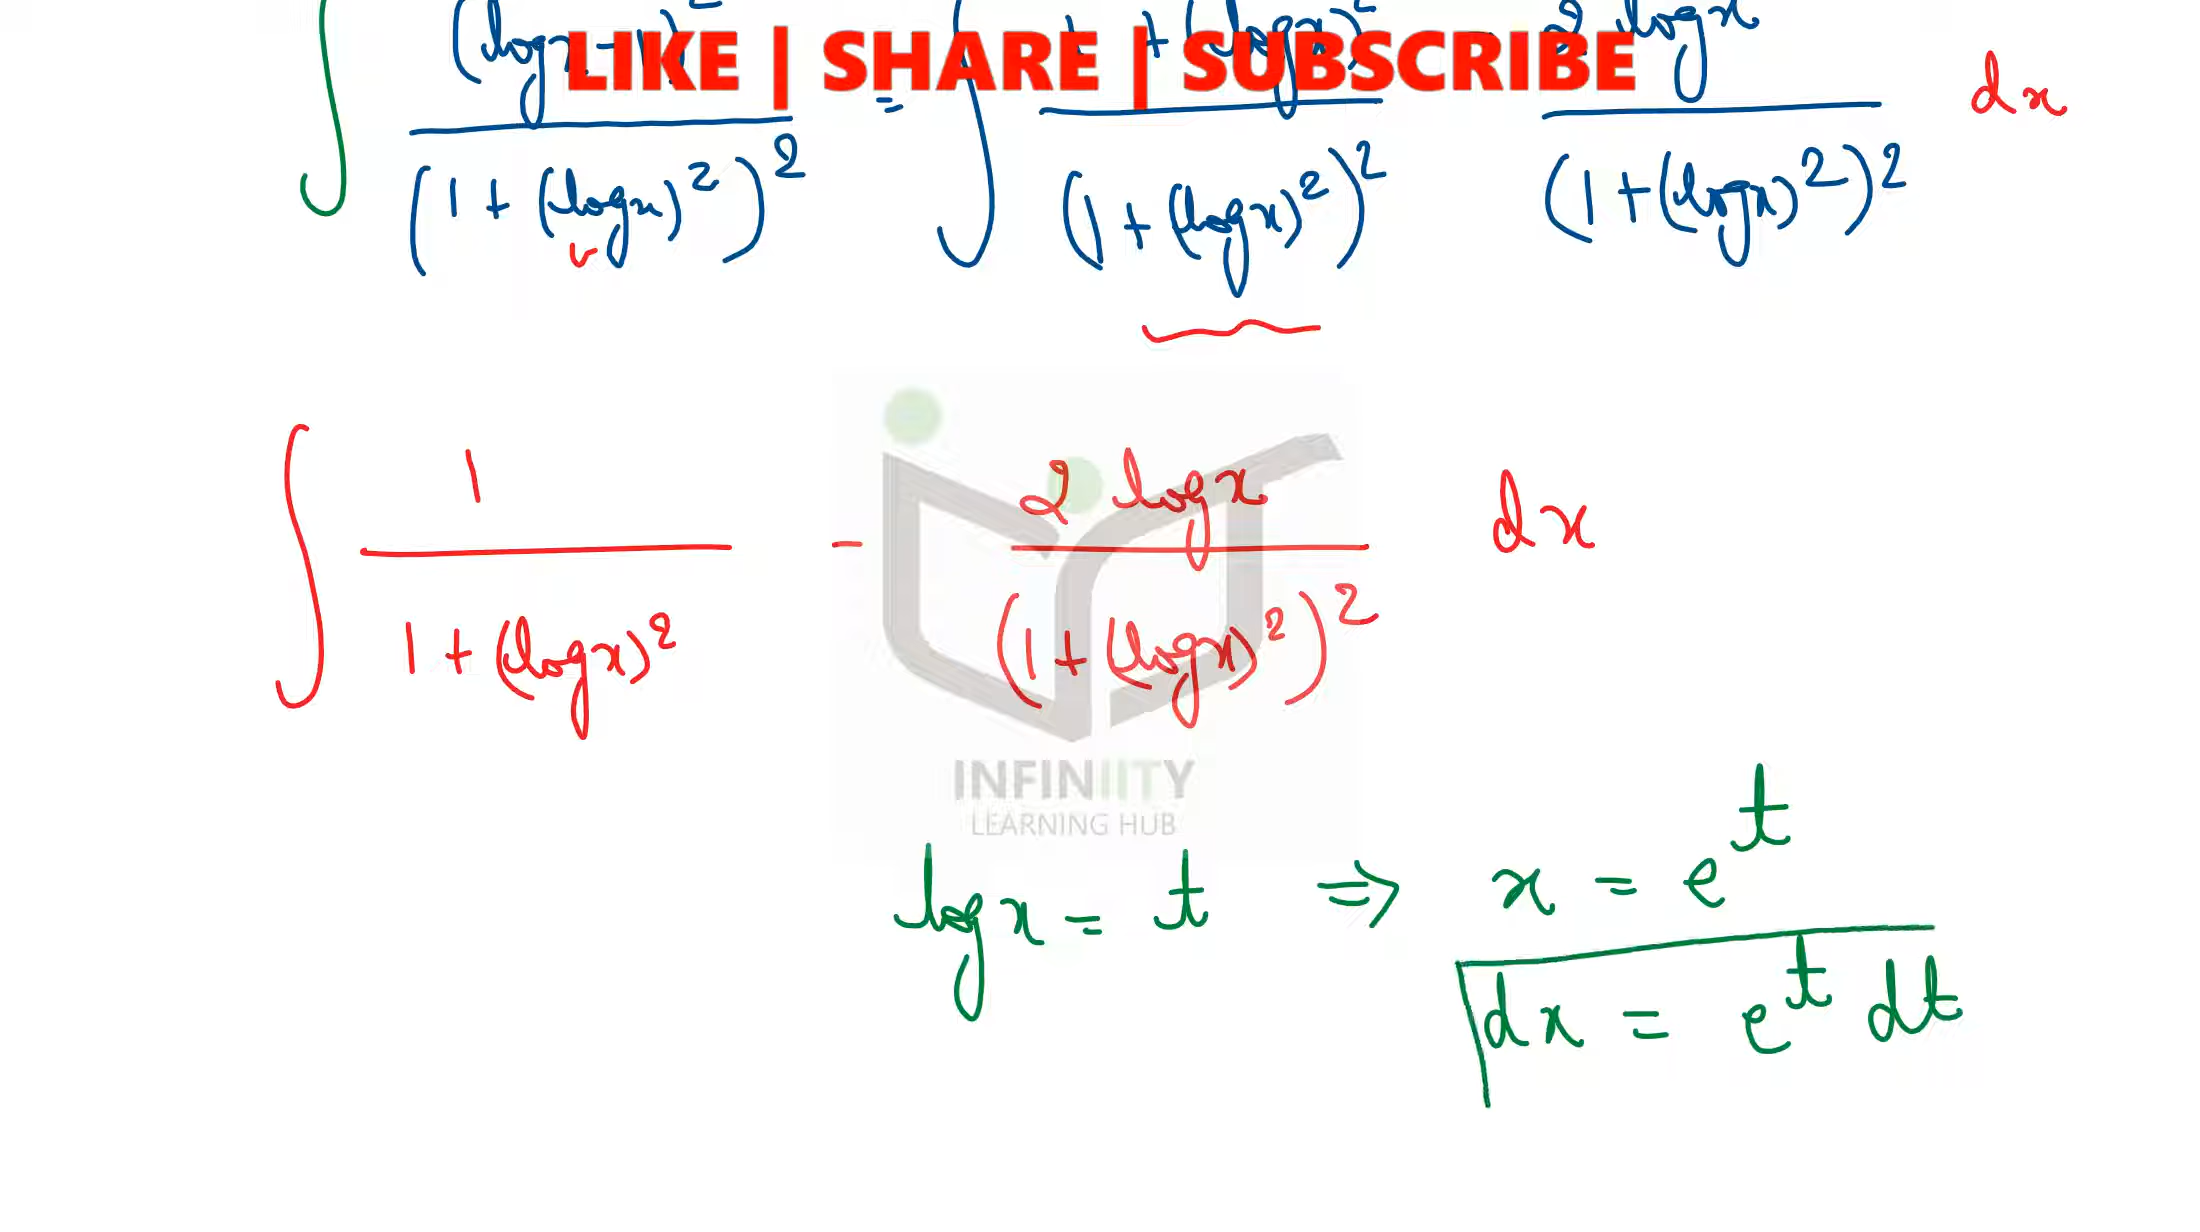 LIKE | SHARE | SUBSCRIBE
∫ (log x - 1)² / (1 + (log x)²)² = ∫ 1 + (log x)² / (1 + (log x)²)² - 2 log x / (1 + (log x)²)² dx
∫ 1 / 1 + (log x)² - 2 log x / (1 + (log x)²)² dx
INFINIITY
LEARNING HUB
log x = t ⇒ x = e^t
dx = e^t dt